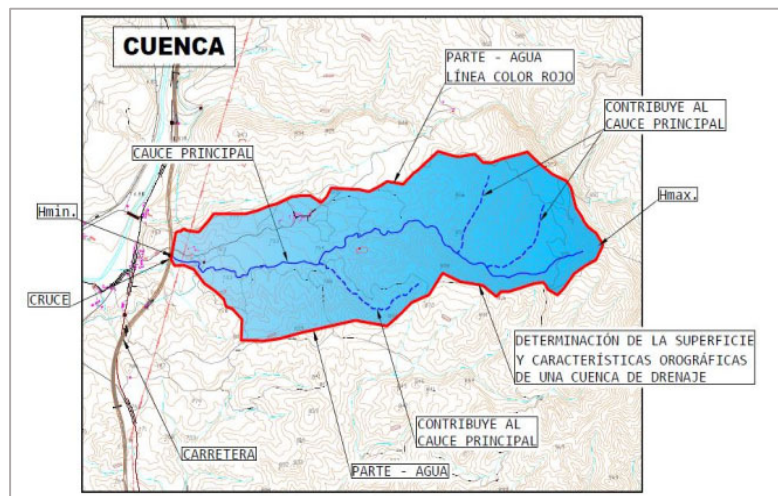 CUENCA
PARTE - AGUA
LÍNEA COLOR ROJO
CONTRIBUYE AL
CAUCE PRINCIPAL
CAUCE PRINCIPAL
Hmin.
Hmax.
CRUCE
DETERMINACIÓN DE LA SUPERFICIE
Y CARACTERÍSTICAS OROGRÁFICAS
DE UNA CUENCA DE DRENAJE
CONTRIBUYE AL
CAUCE PRINCIPAL
CARRETERA
PARTE - AGUA